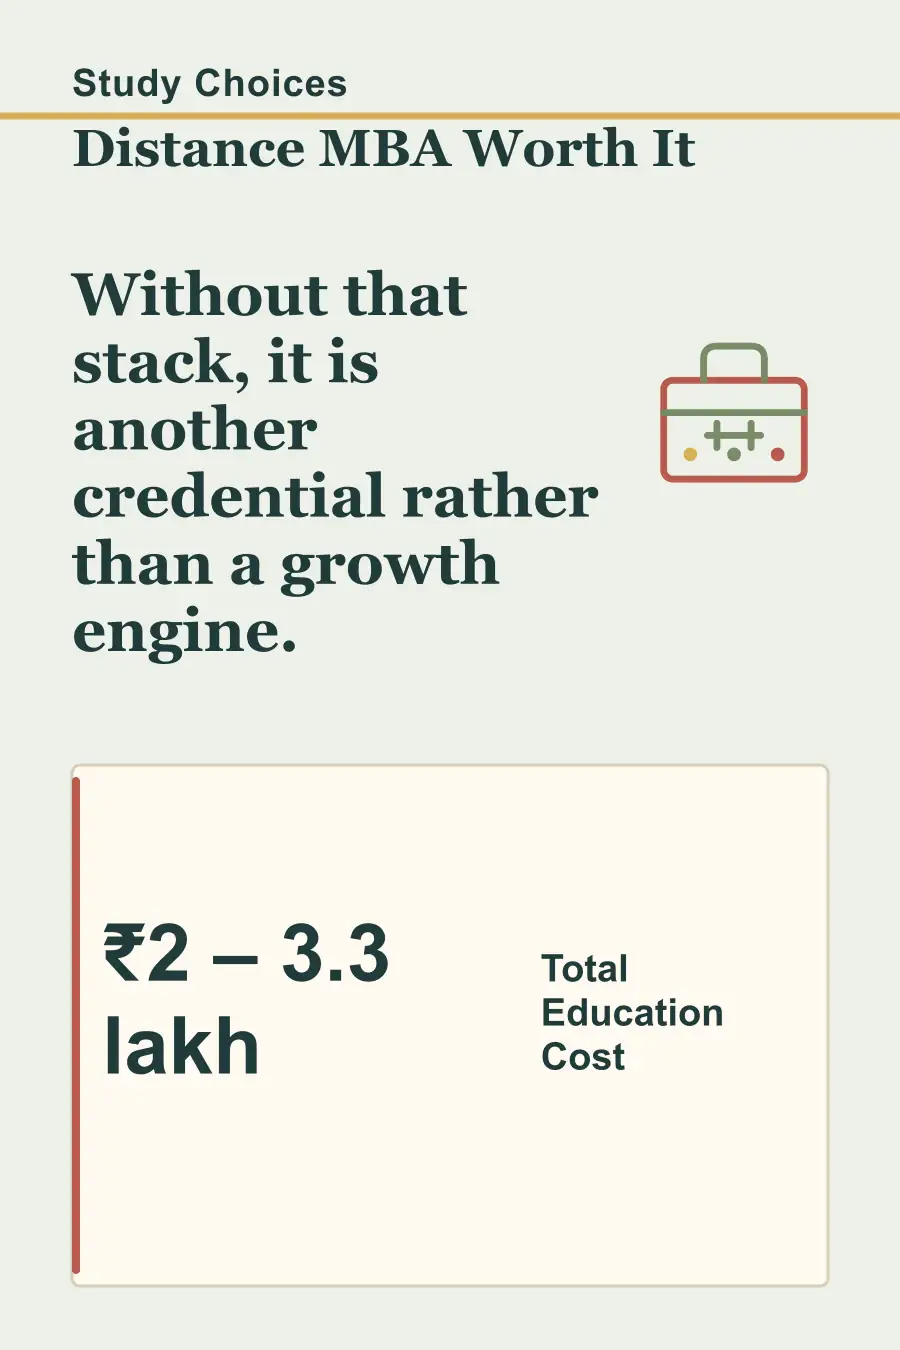 Study Choices
Distance MBA Worth It
Without that
stack, it is
another
credential rather
than a growth
engine.
₹2 – 3.3
lakh
Total
Education
Cost